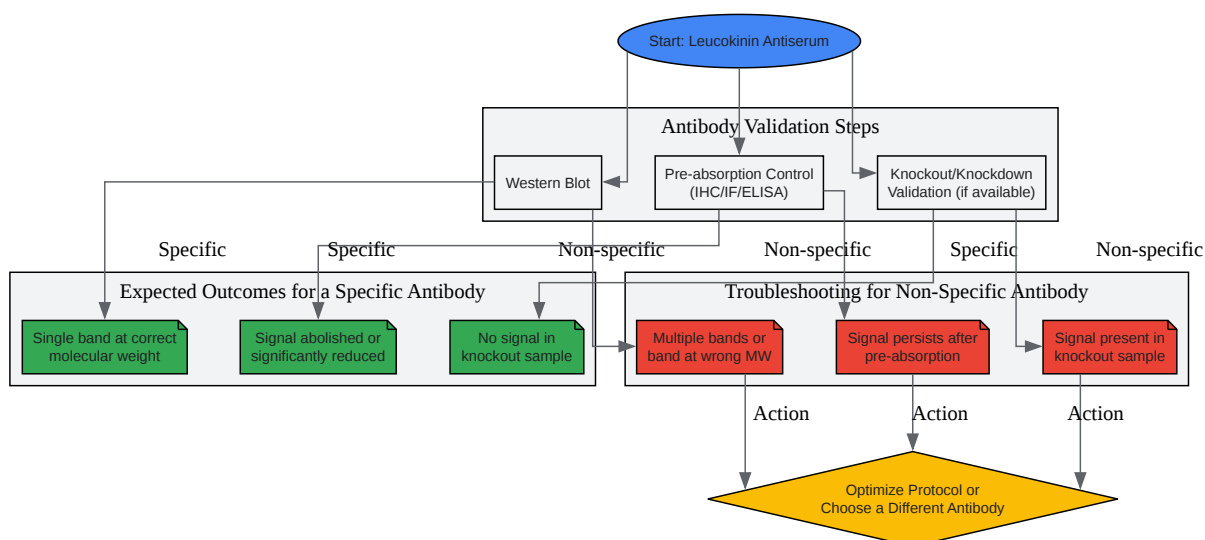 Start: Leucokinin Antiserum
Antibody Validation Steps
Western Blot
Pre-absorption Control
(IHC/IF/ELISA)
Knockout/Knockdown
Validation (if available)
Specific
Specific
Non-specific
Non-specific
Specific
Non-specific
Expected Outcomes for a Specific Antibody
Single band at correct
molecular weight
Signal abolished or
significantly reduced
No signal in
knockout sample
Troubleshooting for Non-Specific Antibody
Multiple bands or
band at wrong MW
Signal persists after
pre-absorption
Signal present in
knockout sample
Action
Action
Action
Optimize Protocol or
Choose a Different Antibody